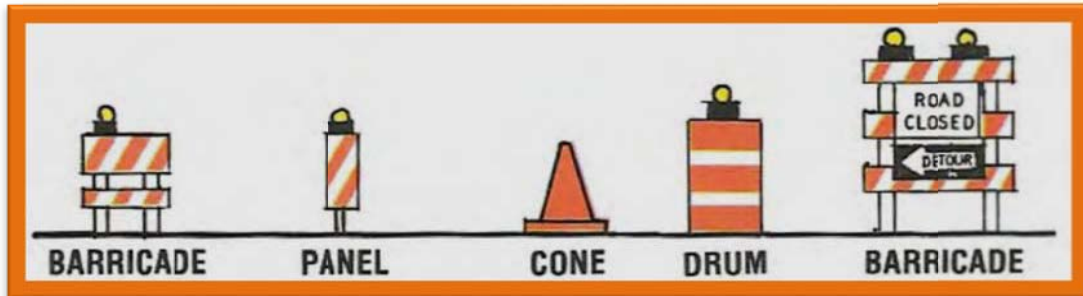 ROAD
CLOSED
DETOUR
BARRICADE
PANEL
CONE
DRUM
BARRICADE